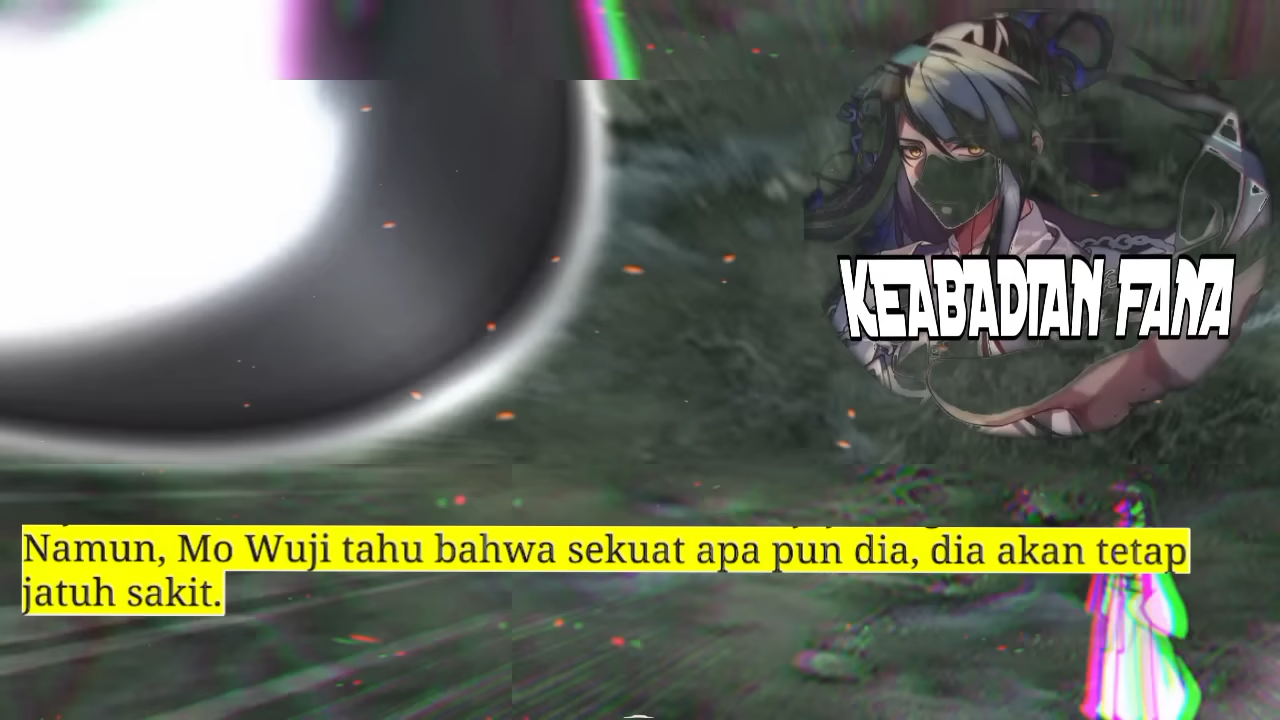 KEABADIAN FANA
Namun, Mo Wuji tahu bahwa sekuat apa pun dia, dia akan tetap
jatuh sakit.